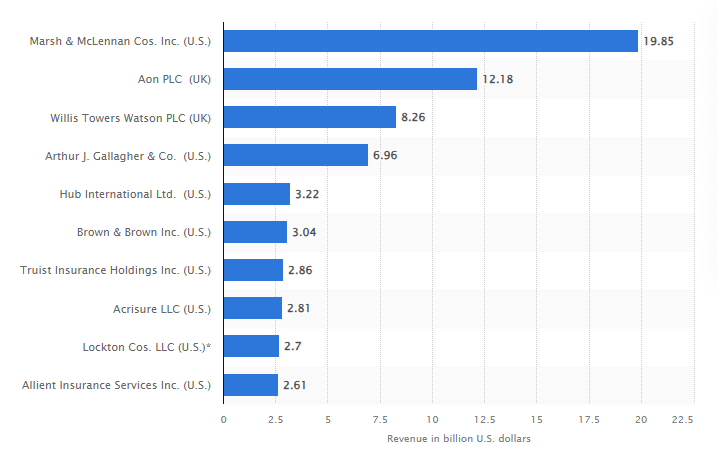 Marsh & McLennan Cos. Inc. (U.S.) 19.85
Aon PLC (UK) 12.18
Willis Towers Watson PLC (UK) 8.26
Arthur J. Gallagher & Co. (U.S.) 6.96
Hub International Ltd. (U.S.) 3.22
Brown & Brown Inc. (U.S.) 3.04
Truist Insurance Holdings Inc. (U.S.) 2.86
Acrisure LLC (U.S.) 2.81
Lockton Cos. LLC (U.S.)* 2.7
Allient Insurance Services Inc. (U.S.) 2.61
0 2.5 5 7.5 10 12.5 15 17.5 20 22.5
Revenue in billion U.S. dollars